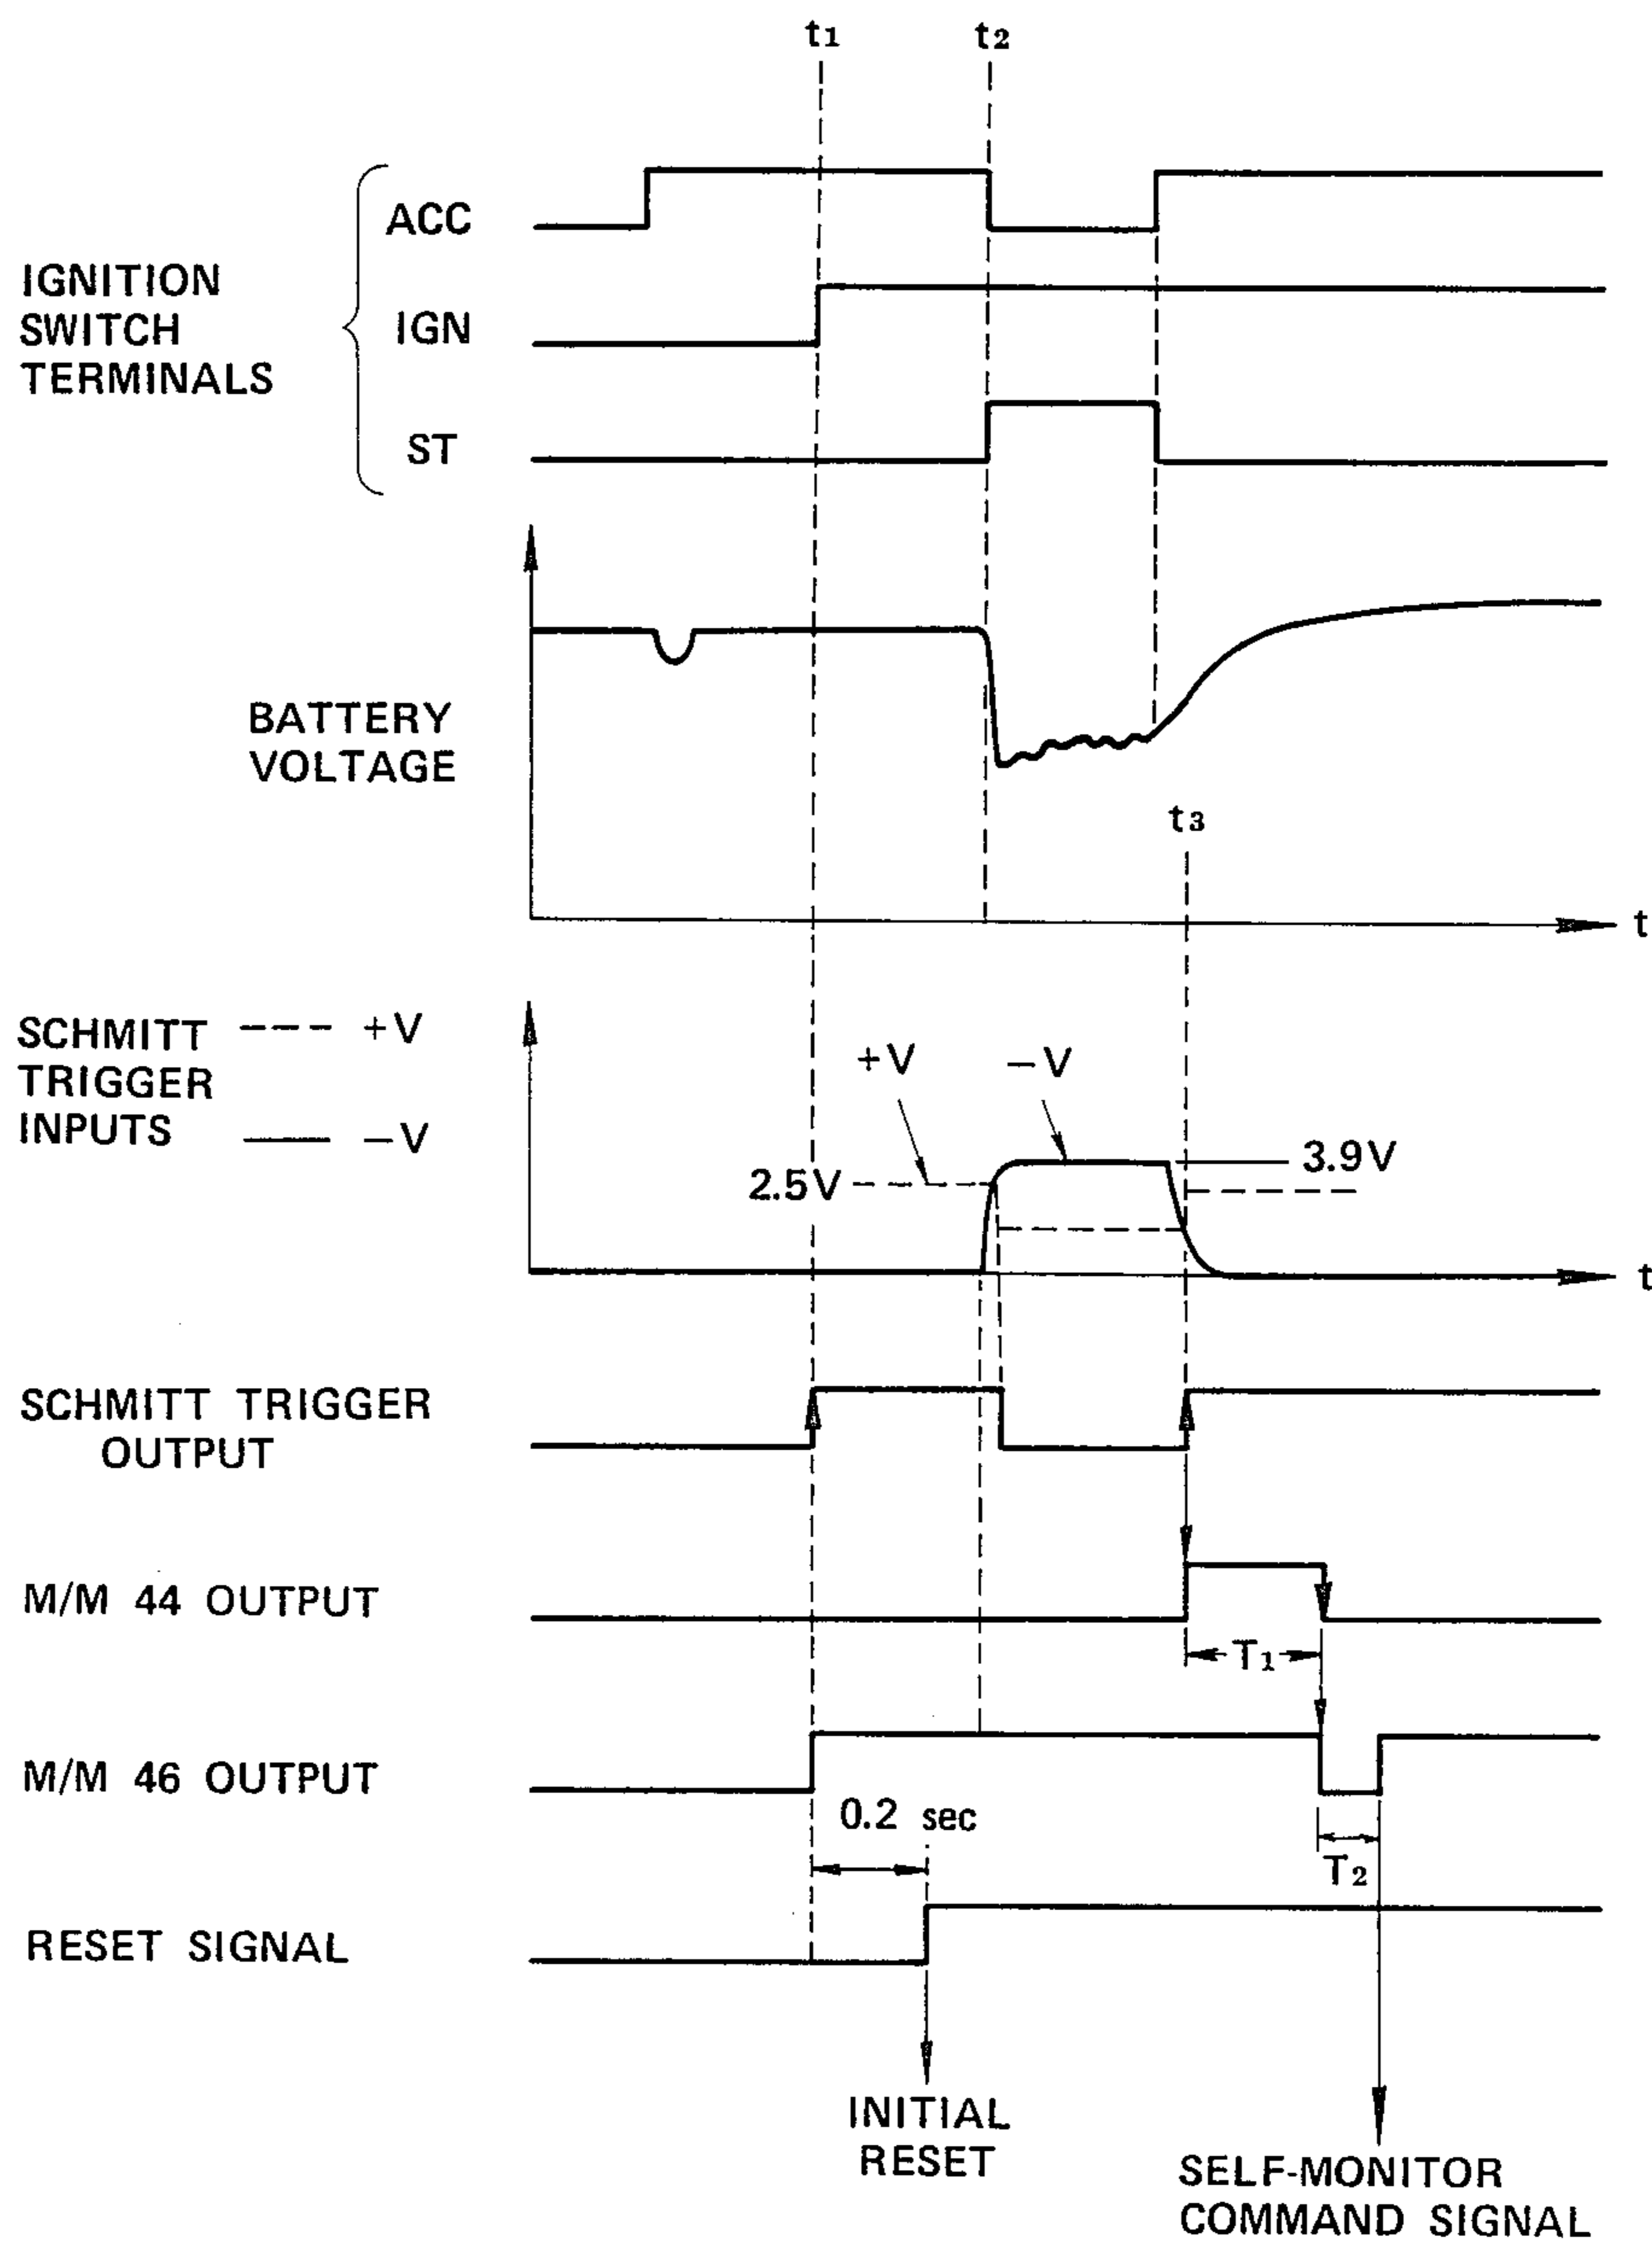 t1
t2
ACC
IGNITION
SWITCH
TERMINALS
IGN
ST
BATTERY
VOLTAGE
t3
t
SCHMITT
TRIGGER
INPUTS
--- +V
— −V
+V
−V
2.5V
3.9V
t
SCHMITT TRIGGER
OUTPUT
M/M 44 OUTPUT
T1
M/M 46 OUTPUT
0.2 sec
T2
RESET SIGNAL
INITIAL
RESET
SELF-MONITOR
COMMAND SIGNAL